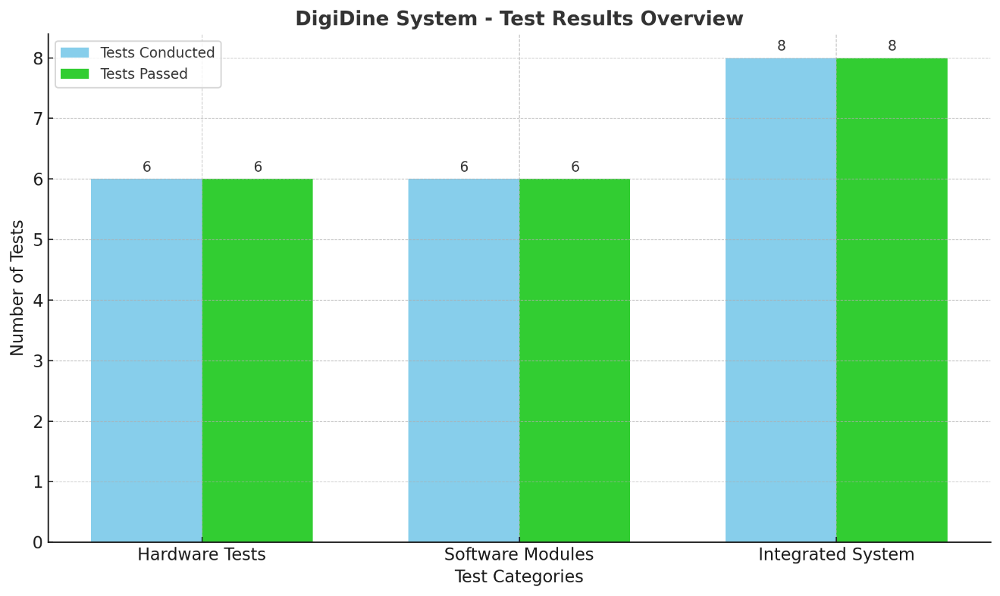 DigiDine System - Test Results Overview
Tests Conducted
Tests Passed
8 8
6 6 6 6
Number of Tests
8
7
6
5
4
3
2
1
0
Hardware Tests Software Modules Integrated System
Test Categories